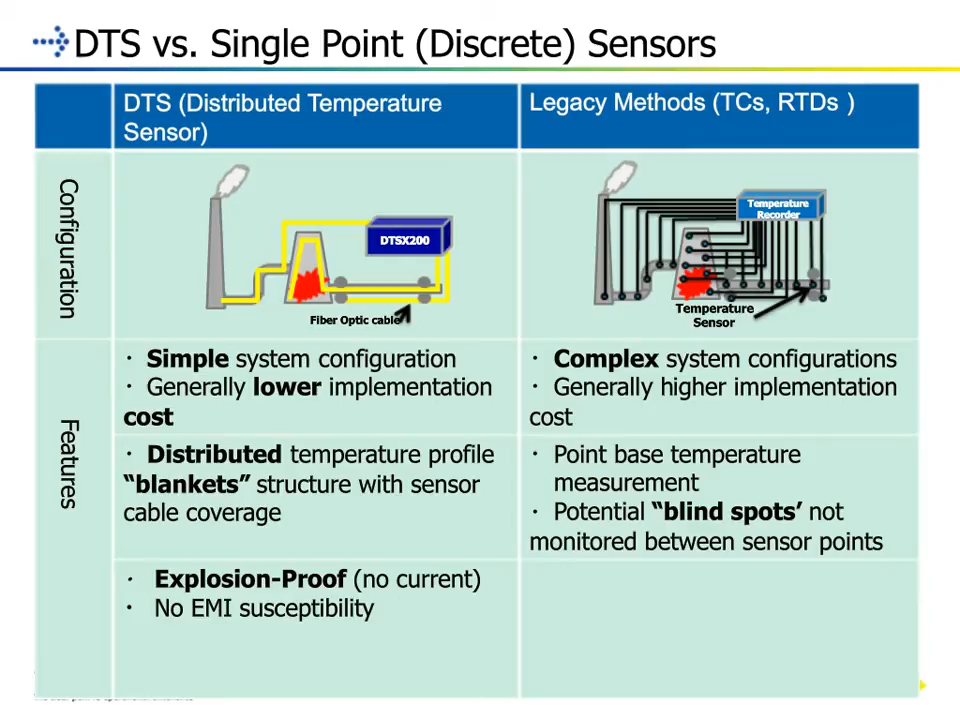 DTS vs. Single Point (Discrete) Sensors
DTS (Distributed Temperature
Sensor)
Legacy Methods (TCs, RTDs )
Configuration
DTSX200
Fiber Optic cable
Temperature
Recorder
Temperature
Sensor
Features
・ Simple system configuration
・ Generally lower implementation
cost
・ Complex system configurations
・ Generally higher implementation
cost
・ Distributed temperature profile
“blankets” structure with sensor
cable coverage
・ Point base temperature
measurement
・ Potential “blind spots’ not
monitored between sensor points
・ Explosion-Proof (no current)
・ No EMI susceptibility